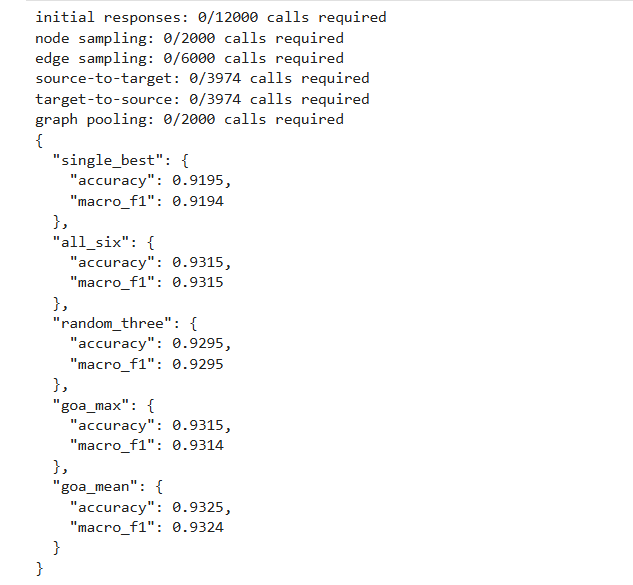 initial responses: 0/12000 calls required
node sampling: 0/2000 calls required
edge sampling: 0/6000 calls required
source-to-target: 0/3974 calls required
target-to-source: 0/3974 calls required
graph pooling: 0/2000 calls required
{
  "single_best": {
    "accuracy": 0.9195,
    "macro_f1": 0.9194
  },
  "all_six": {
    "accuracy": 0.9315,
    "macro_f1": 0.9315
  },
  "random_three": {
    "accuracy": 0.9295,
    "macro_f1": 0.9295
  },
  "goa_max": {
    "accuracy": 0.9315,
    "macro_f1": 0.9314
  },
  "goa_mean": {
    "accuracy": 0.9325,
    "macro_f1": 0.9324
  }
}